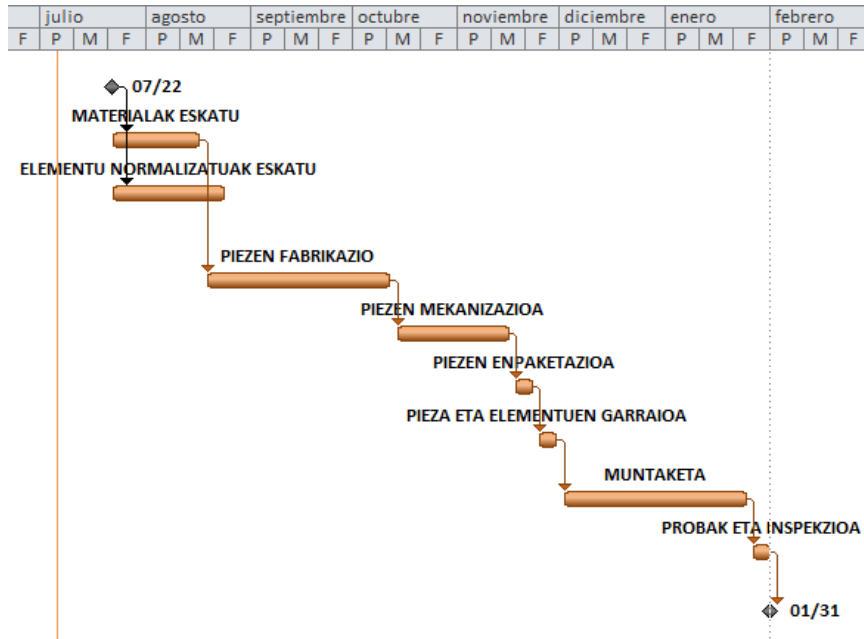 julio agosto septiembre octubre noviembre diciembre enero febrero
F P M F P M F P M F P M F P M F P M F P M F P M F
07/22
MATERIALAK ESKATU
ELEMENTU NORMALIZATUAK ESKATU
PIEZEN FABRIKAZIO
PIEZEN MEKANIZAZIOA
PIEZEN ENPAKETAZIOA
PIEZA ETA ELEMENTUEN GARRAIOA
MUNTAKETA
PROBAK ETA INSPEKZIOA
01/31